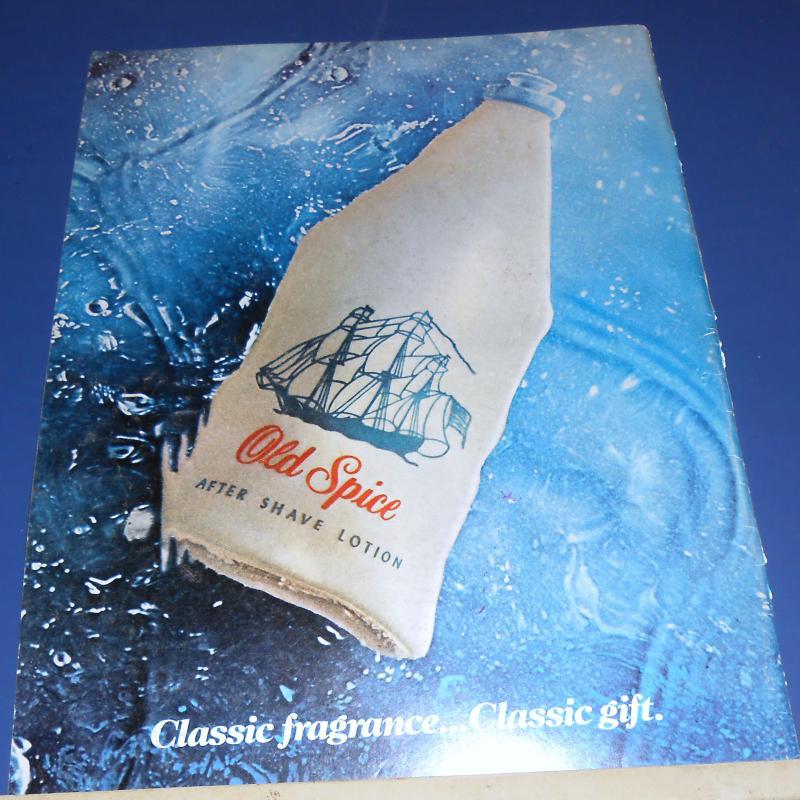 Old Spice
AFTER SHAVE LOTION
Classic fragrance...Classic gift.